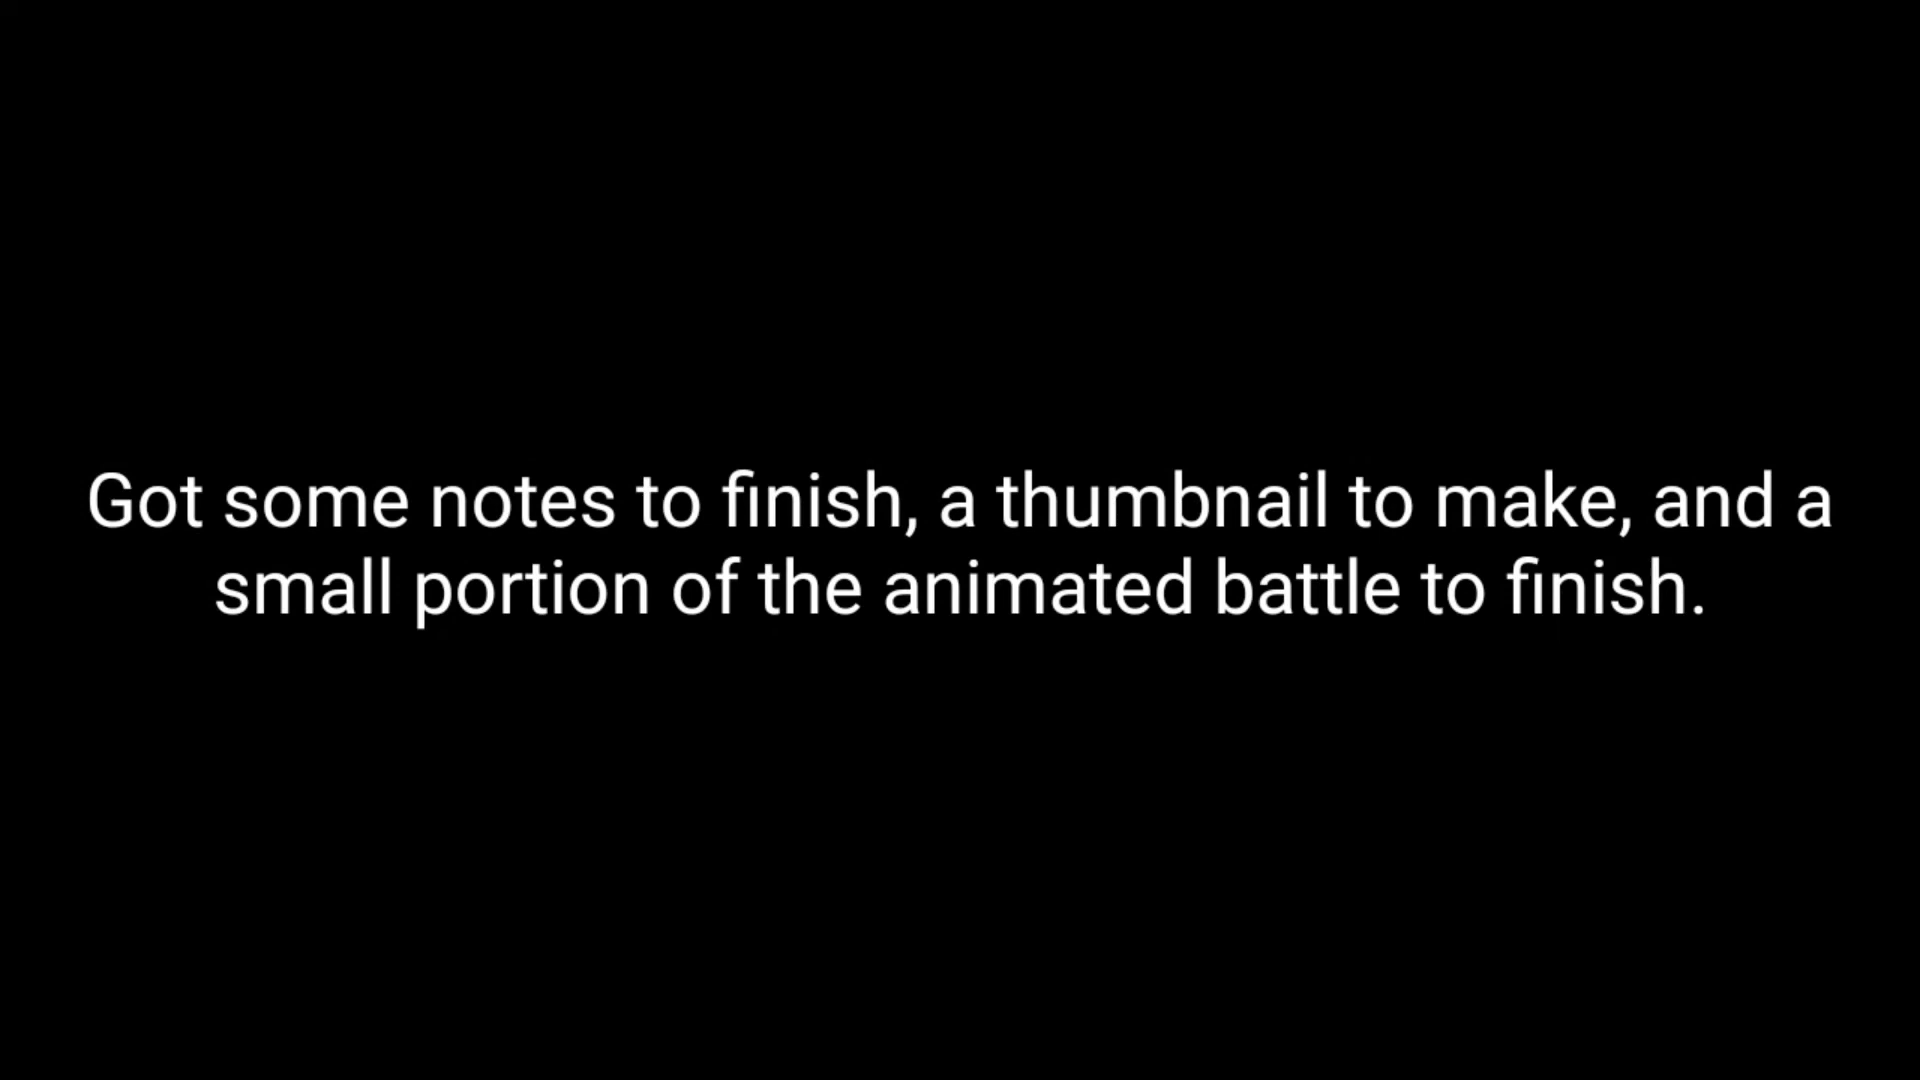 Got some notes to finish, a thumbnail to make, and a
small portion of the animated battle to finish.